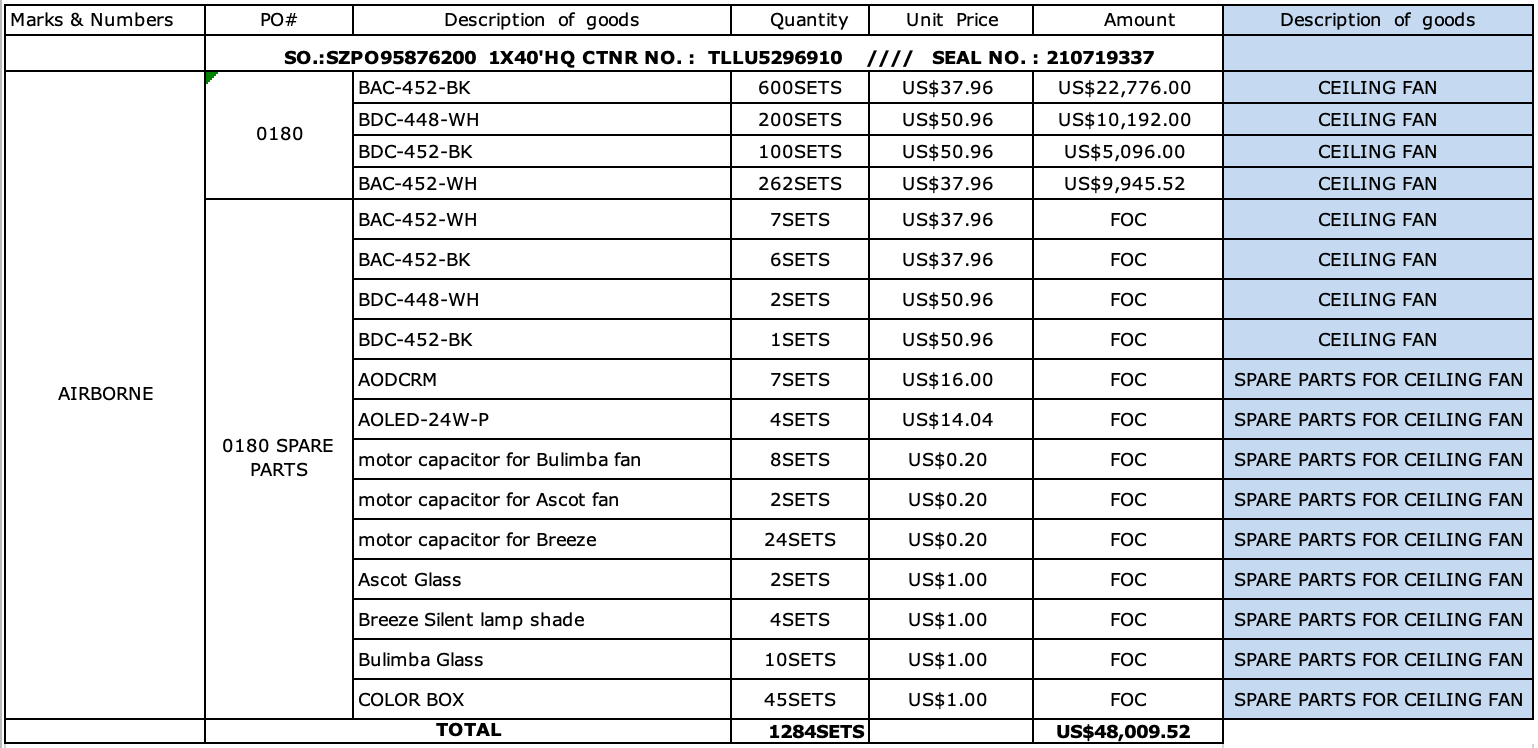 Marks & Numbers PO# Description of goods Quantity Unit Price Amount Description of goods
SO.:SZPO95876200 1X40'HQ CTNR NO. : TLLU5296910 //// SEAL NO. : 210719337
AIRBORNE
0180
BAC-452-BK 600SETS US$37.96 US$22,776.00 CEILING FAN
BDC-448-WH 200SETS US$50.96 US$10,192.00 CEILING FAN
BDC-452-BK 100SETS US$50.96 US$5,096.00 CEILING FAN
BAC-452-WH 262SETS US$37.96 US$9,945.52 CEILING FAN
0180 SPARE
PARTS
BAC-452-WH 7SETS US$37.96 FOC CEILING FAN
BAC-452-BK 6SETS US$37.96 FOC CEILING FAN
BDC-448-WH 2SETS US$50.96 FOC CEILING FAN
BDC-452-BK 1SETS US$50.96 FOC CEILING FAN
AODCRM 7SETS US$16.00 FOC SPARE PARTS FOR CEILING FAN
AOLED-24W-P 4SETS US$14.04 FOC SPARE PARTS FOR CEILING FAN
motor capacitor for Bulimba fan 8SETS US$0.20 FOC SPARE PARTS FOR CEILING FAN
motor capacitor for Ascot fan 2SETS US$0.20 FOC SPARE PARTS FOR CEILING FAN
motor capacitor for Breeze 24SETS US$0.20 FOC SPARE PARTS FOR CEILING FAN
Ascot Glass 2SETS US$1.00 FOC SPARE PARTS FOR CEILING FAN
Breeze Silent lamp shade 4SETS US$1.00 FOC SPARE PARTS FOR CEILING FAN
Bulimba Glass 10SETS US$1.00 FOC SPARE PARTS FOR CEILING FAN
COLOR BOX 45SETS US$1.00 FOC SPARE PARTS FOR CEILING FAN
TOTAL 1284SETS US$48,009.52